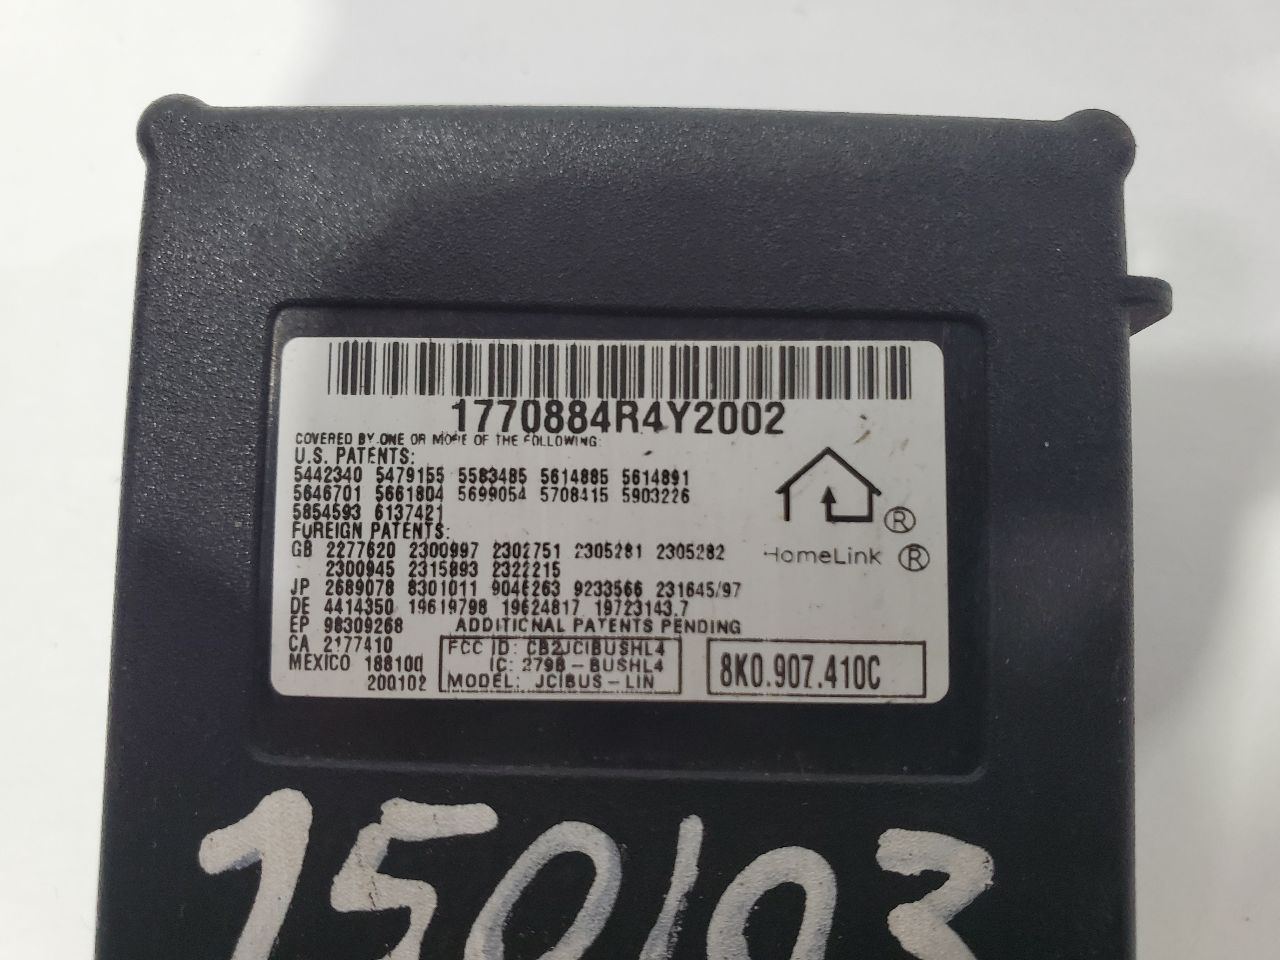 1770884R4Y2002
COVERED BY ONE OR MORE OF THE FOLLOWING:
U.S. PATENTS:
5442340 5479155 5583485 5614885 5614891
5646701 5661804 5699054 5708415 5903226
5854593 6137421
FOREIGN PATENTS:
GB 2277620 2300997 2302751 2305281 2305282
2300945 2315893 2322215
JP 2689078 8301011 9046263 9233566 231645/97
DE 4414350 19619798 19624817 19723143.7
EP 98309268 ADDITIONAL PATENTS PENDING
CA 2177410
MEXICO 188100
200102
FCC ID: CB2JCIBUSHL4
IC: 279B-BUSHL4
MODEL: JCIBUS-LIN
8K0.907.410C
®
HomeLink ®
150103